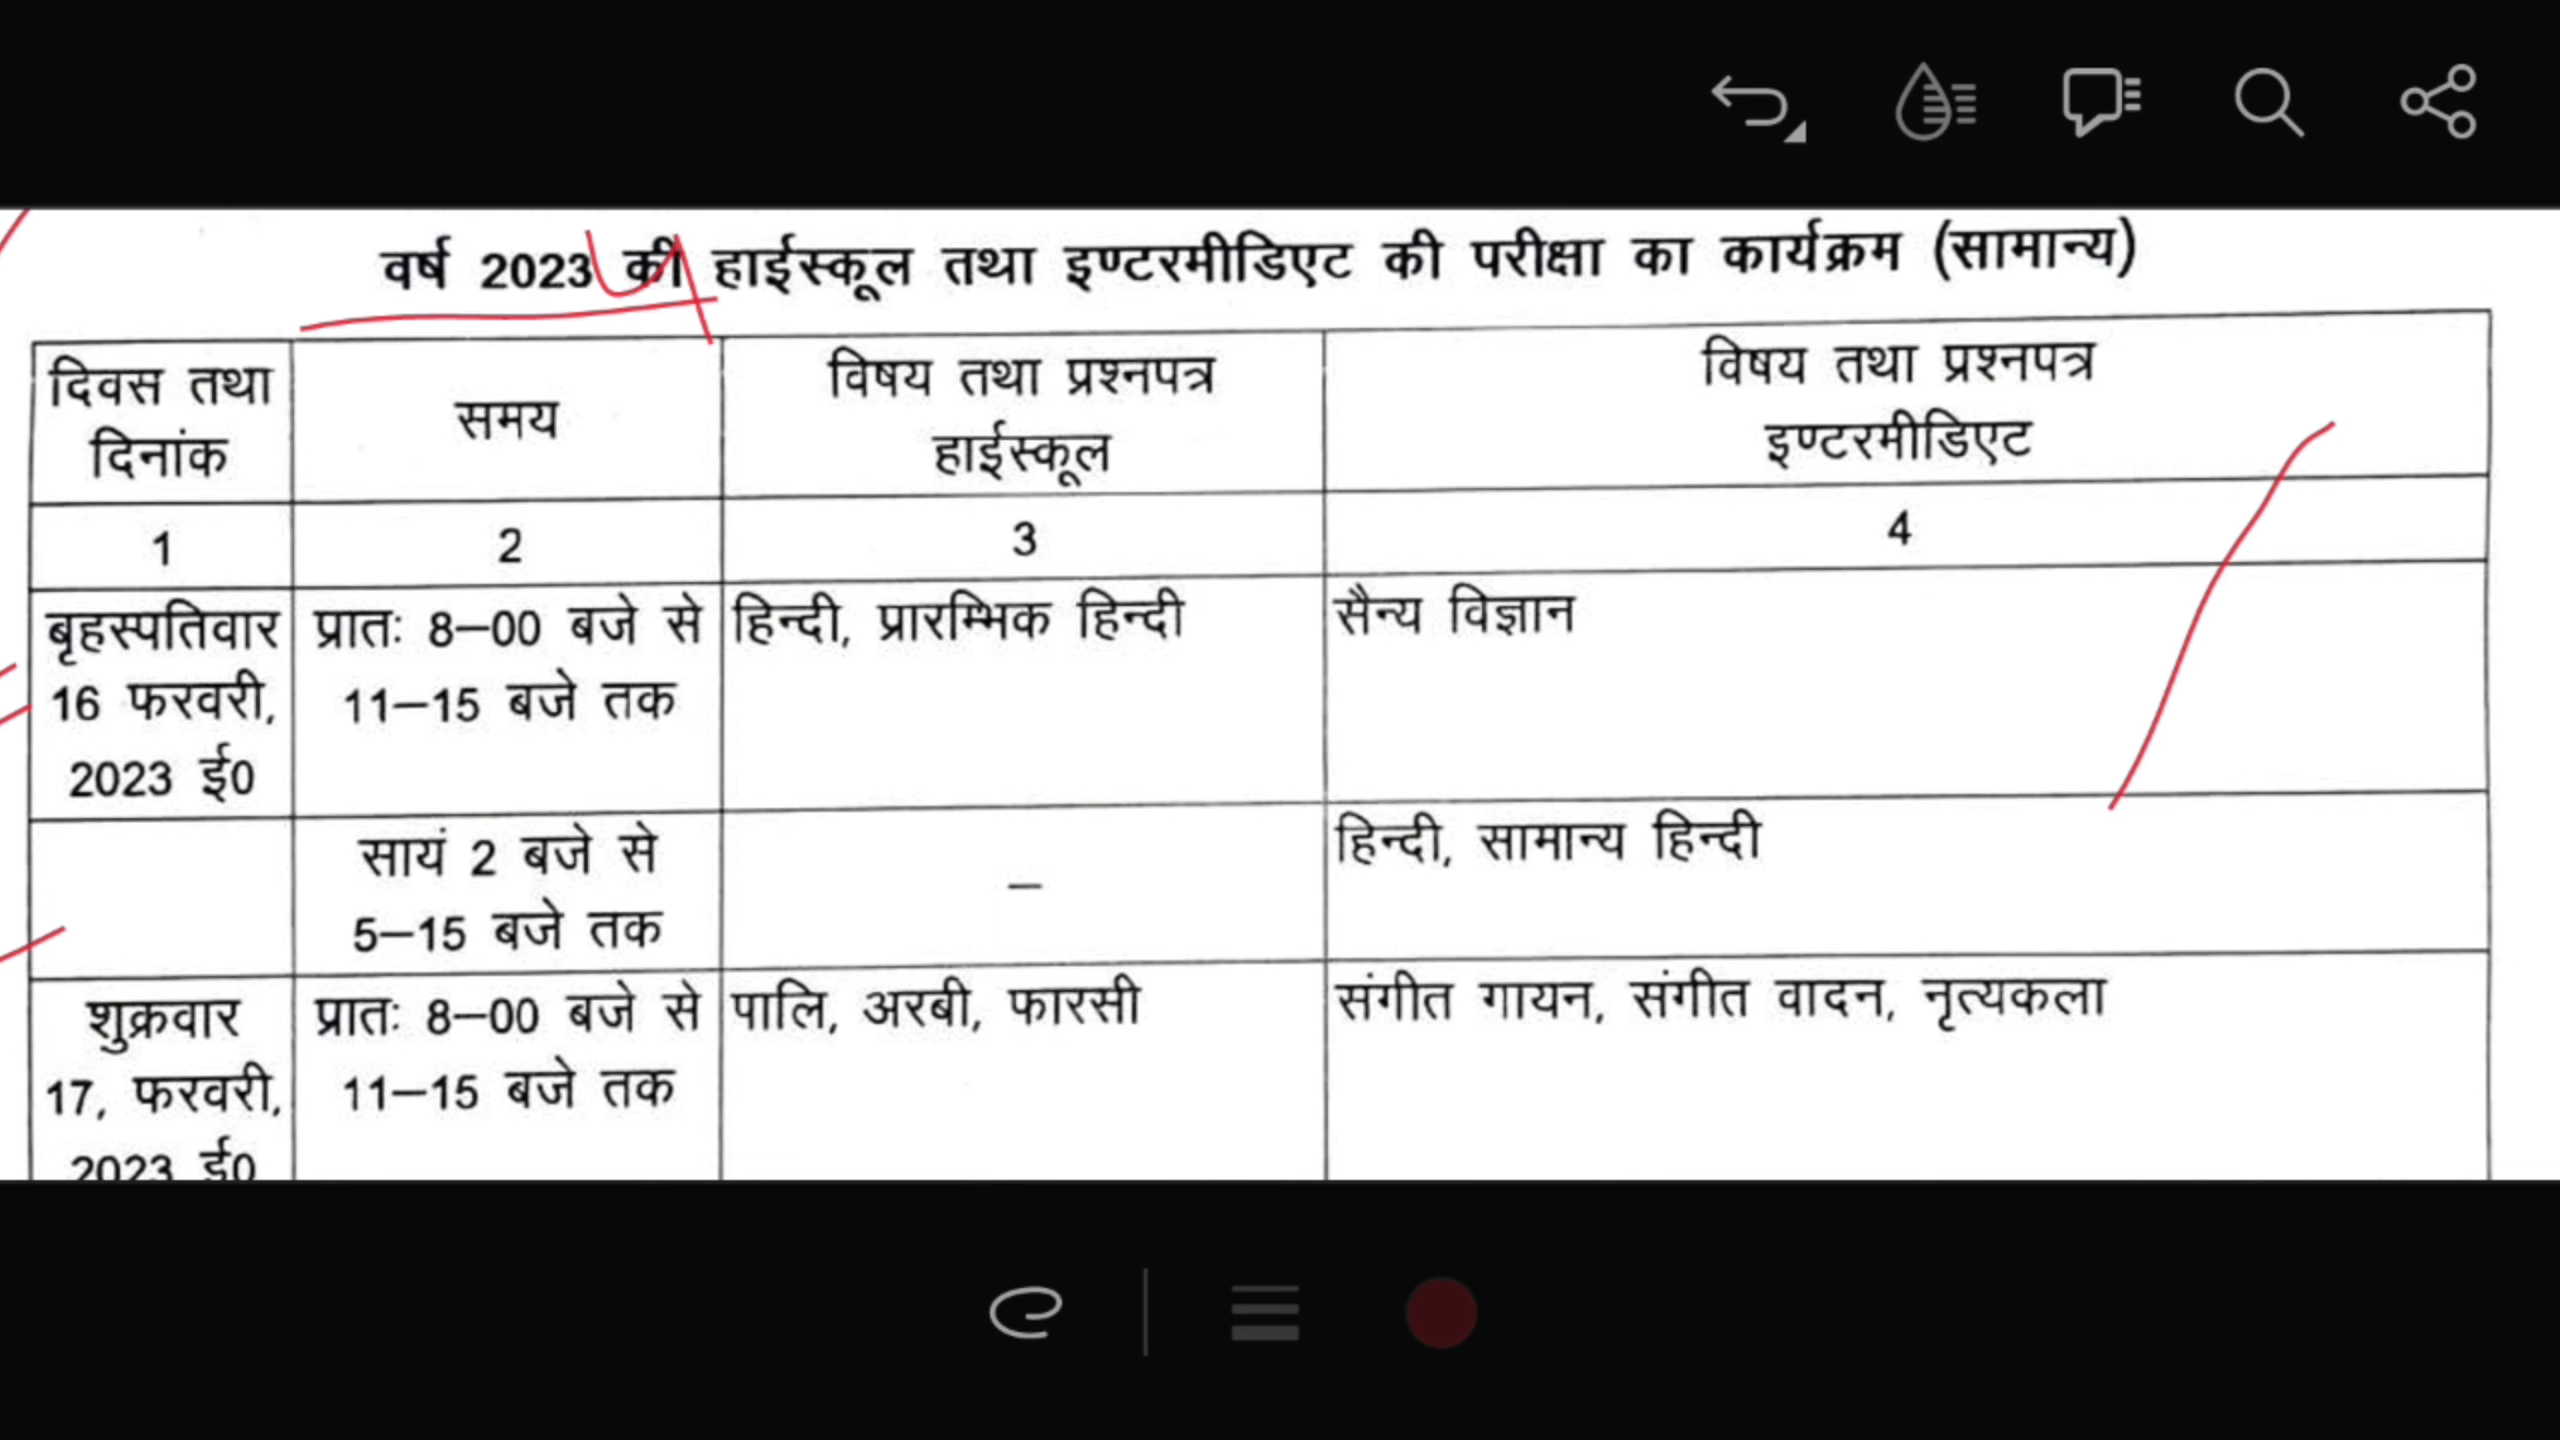 वर्ष 2023 की हाईस्कूल तथा इण्टरमीडिएट की परीक्षा का कार्यक्रम (सामान्य)
दिवस तथा
दिनांक
समय
विषय तथा प्रश्नपत्र
हाईस्कूल
विषय तथा प्रश्नपत्र
इण्टरमीडिएट
1
2
3
4
बृहस्पतिवार
16 फरवरी,
2023 ई0
प्रातः 8–00 बजे से
11–15 बजे तक
हिन्दी, प्रारम्भिक हिन्दी
सैन्य विज्ञान
सायं 2 बजे से
5–15 बजे तक
–
हिन्दी, सामान्य हिन्दी
शुक्रवार
17, फरवरी,
2023 ई0
प्रातः 8–00 बजे से
11–15 बजे तक
पालि, अरबी, फारसी
संगीत गायन, संगीत वादन, नृत्यकला